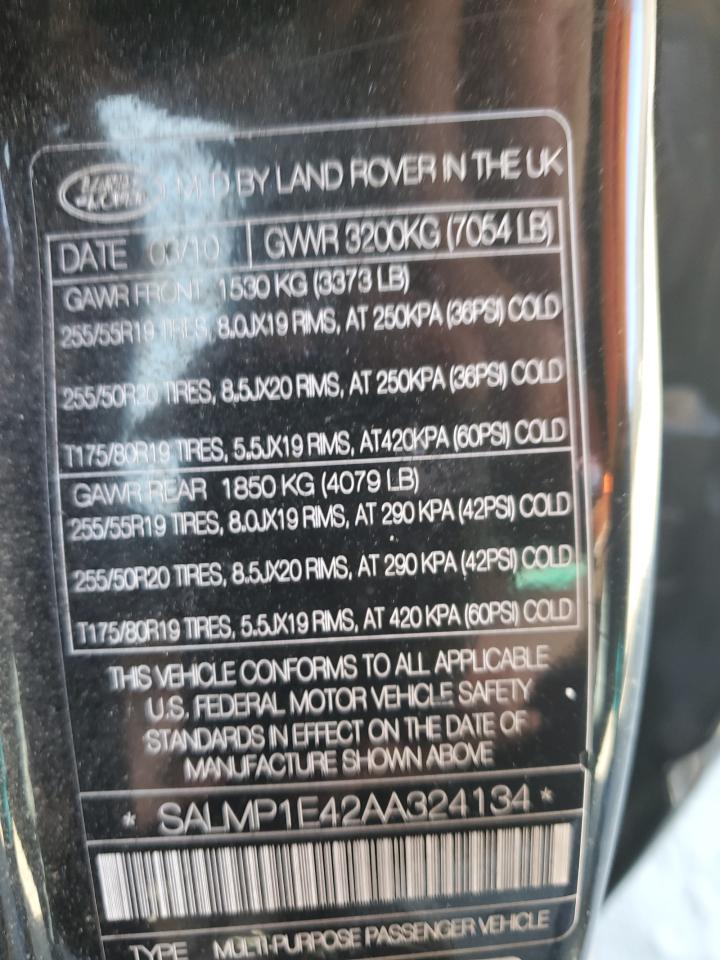 LAND ROVER MFD BY LAND ROVER IN THE UK
DATE 03/10 GVWR 3200KG (7054 LB)
GAWR FRONT 1530 KG (3373 LB)
255/55R19 TIRES, 8.0JX19 RIMS, AT 250KPA (36PSI) COLD
255/50R20 TIRES, 8.5JX20 RIMS, AT 250KPA (36PSI) COLD
T175/80R19 TIRES, 5.5JX19 RIMS, AT420KPA (60PSI) COLD
GAWR REAR 1850 KG (4079 LB)
255/55R19 TIRES, 8.0JX19 RIMS, AT 290 KPA (42PSI) COLD
255/50R20 TIRES, 8.5JX20 RIMS, AT 290 KPA (42PSI) COLD
T175/80R19 TIRES, 5.5JX19 RIMS, AT 420 KPA (60PSI) COLD
THIS VEHICLE CONFORMS TO ALL APPLICABLE
U.S. FEDERAL MOTOR VEHICLE SAFETY
STANDARDS IN EFFECT ON THE DATE OF
MANUFACTURE SHOWN ABOVE
* SALMP1E42AA324134 *
TYPE MULTI-PURPOSE PASSENGER VEHICLE